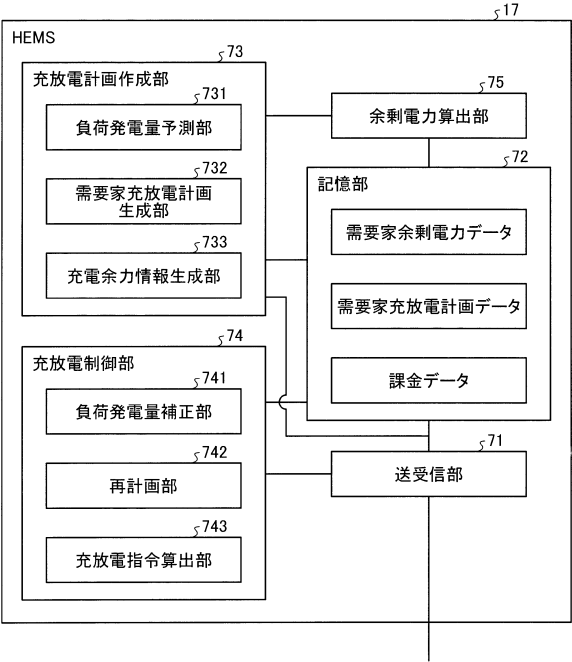 17
HEMS
73
充放電計画作成部
731
負荷発電量予測部
732
需要家充放電計画
生成部
733
充電余力情報生成部
75
余剰電力算出部
72
記憶部
需要家余剰電力データ
需要家充放電計画データ
課金データ
74
充放電制御部
741
負荷発電量補正部
742
再計画部
743
充放電指令算出部
71
送受信部